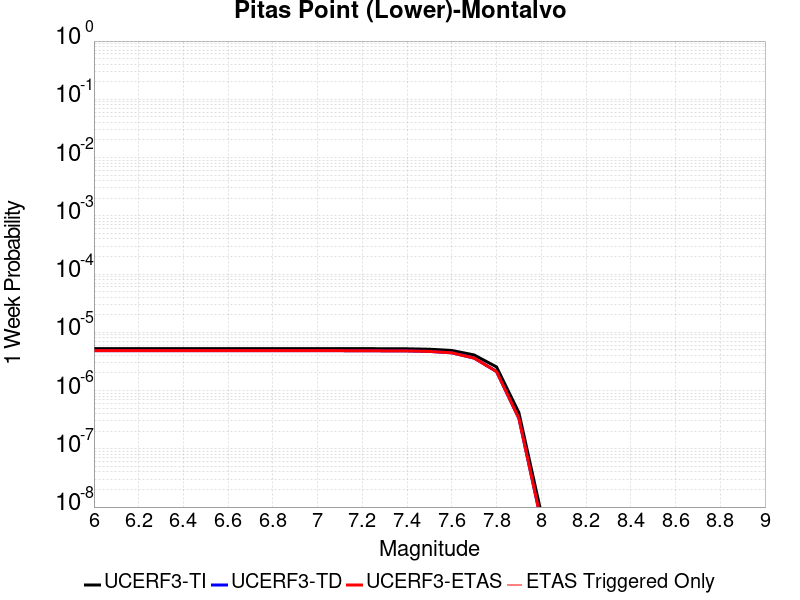 Pitas Point (Lower)-Montalvo
10^0
10^-1
10^-2
10^-3
10^-4
10^-5
10^-6
10^-7
10^-8
1 Week Probability
6 6.2 6.4 6.6 6.8 7 7.2 7.4 7.6 7.8 8 8.2 8.4 8.6 8.8 9
Magnitude
UCERF3-TI UCERF3-TD UCERF3-ETAS ETAS Triggered Only